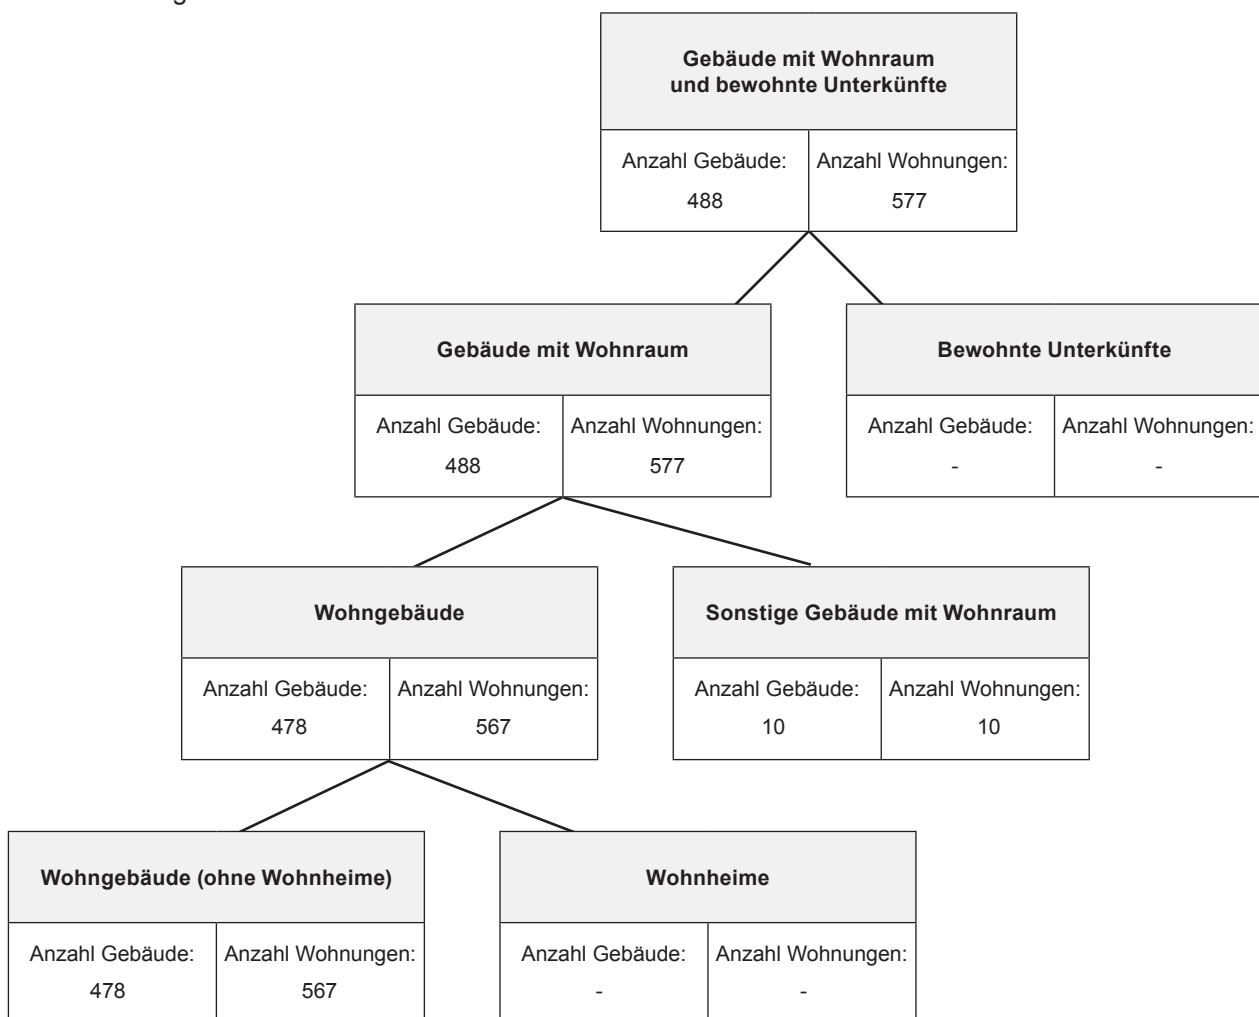 Gebäude mit Wohnraum
und bewohnte Unterkünfte
Anzahl Gebäude: Anzahl Wohnungen:
488 577
Gebäude mit Wohnraum
Bewohnte Unterkünfte
Anzahl Gebäude: Anzahl Wohnungen:
488 577
Anzahl Gebäude: Anzahl Wohnungen:
- -
Wohngebäude
Sonstige Gebäude mit Wohnraum
Anzahl Gebäude: Anzahl Wohnungen:
478 567
Anzahl Gebäude: Anzahl Wohnungen:
10 10
Wohngebäude (ohne Wohnheime)
Wohnheime
Anzahl Gebäude: Anzahl Wohnungen:
478 567
Anzahl Gebäude: Anzahl Wohnungen:
- -